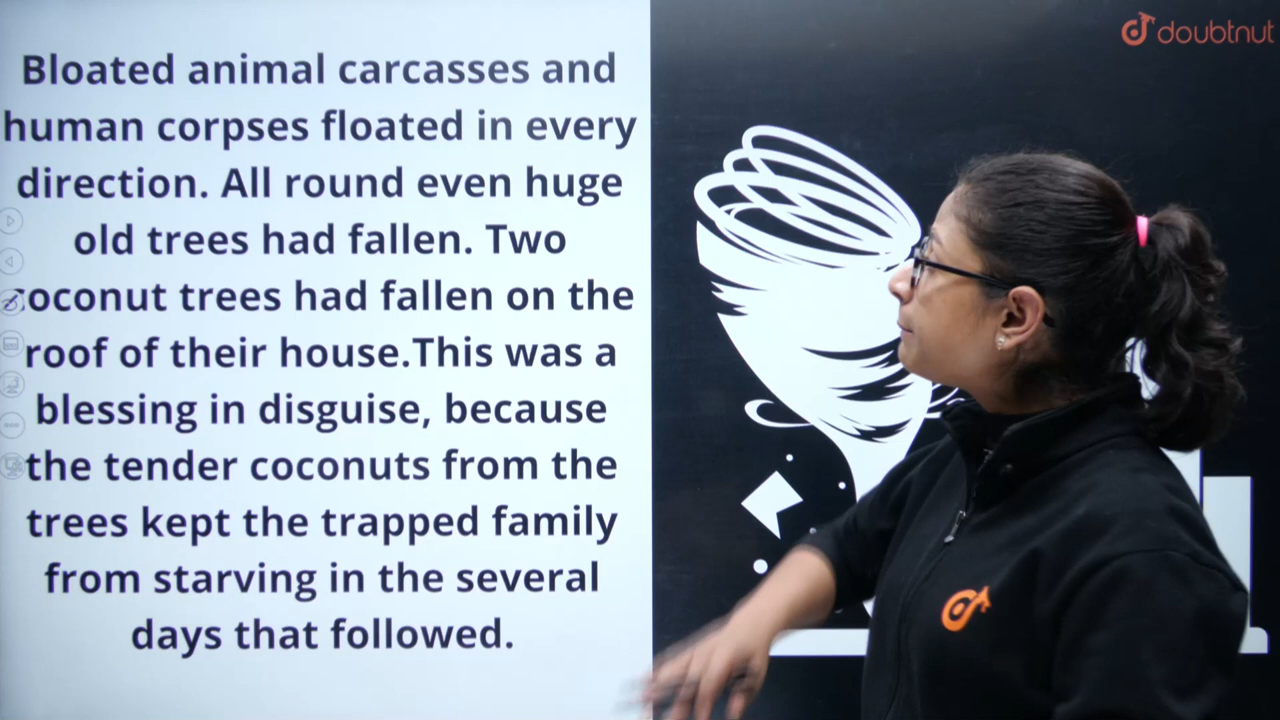 doubtnut
Bloated animal carcasses and
human corpses floated in every
direction. All round even huge
old trees had fallen. Two
coconut trees had fallen on the
roof of their house.This was a
blessing in disguise, because
the tender coconuts from the
trees kept the trapped family
from starving in the several
days that followed.